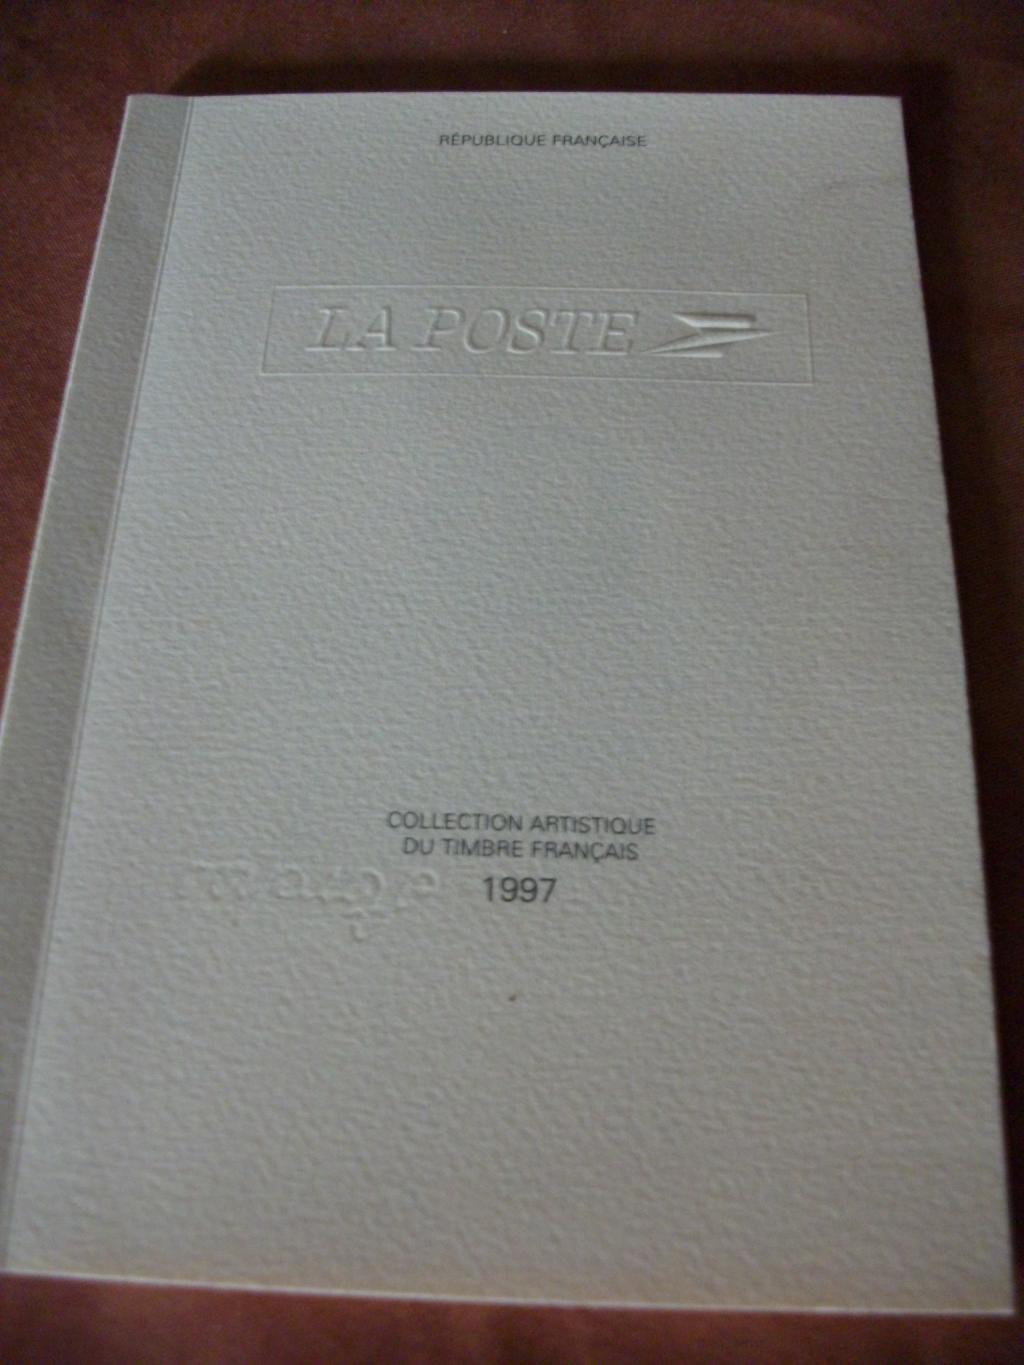 RÉPUBLIQUE FRANÇAISE
LA POSTE
COLLECTION ARTISTIQUE
DU TIMBRE FRANÇAIS
1997